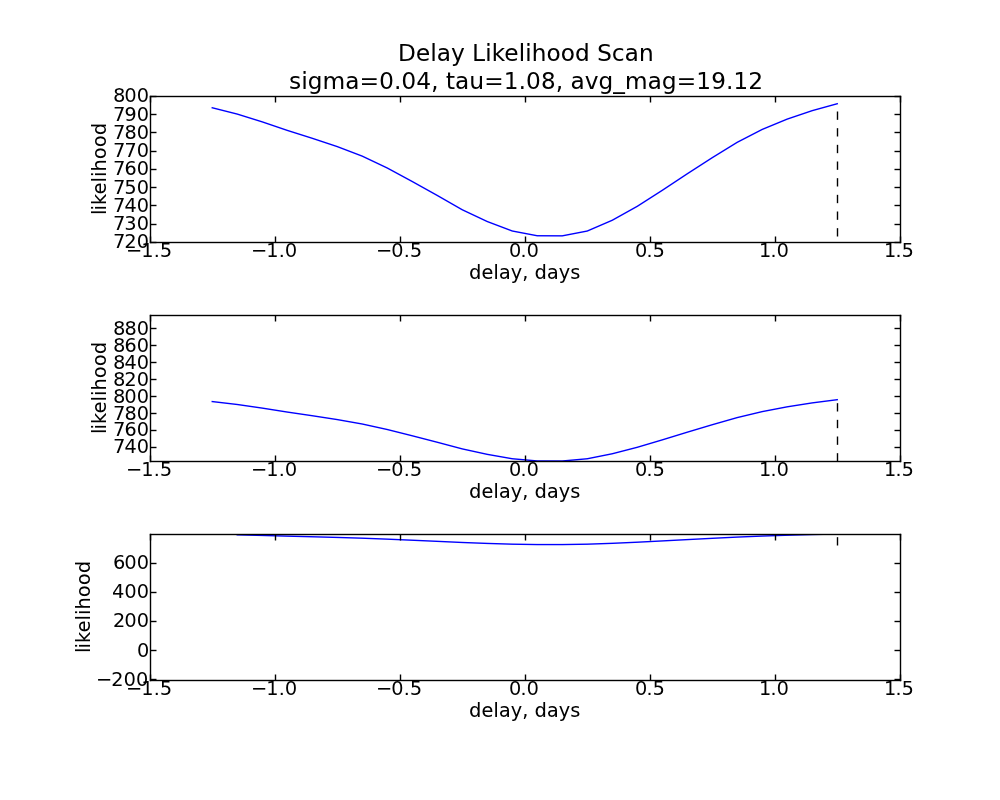 Delay Likelihood Scan
sigma=0.04, tau=1.08, avg_mag=19.12
800
790
780
770
760
750
740
730
720
likelihood
−1.5 −1.0 −0.5 0.0 0.5 1.0 1.5
delay, days
880
860
840
820
800
780
760
740
likelihood
−1.5 −1.0 −0.5 0.0 0.5 1.0 1.5
delay, days
600
400
200
0
−200
likelihood
−1.5 −1.0 −0.5 0.0 0.5 1.0 1.5
delay, days